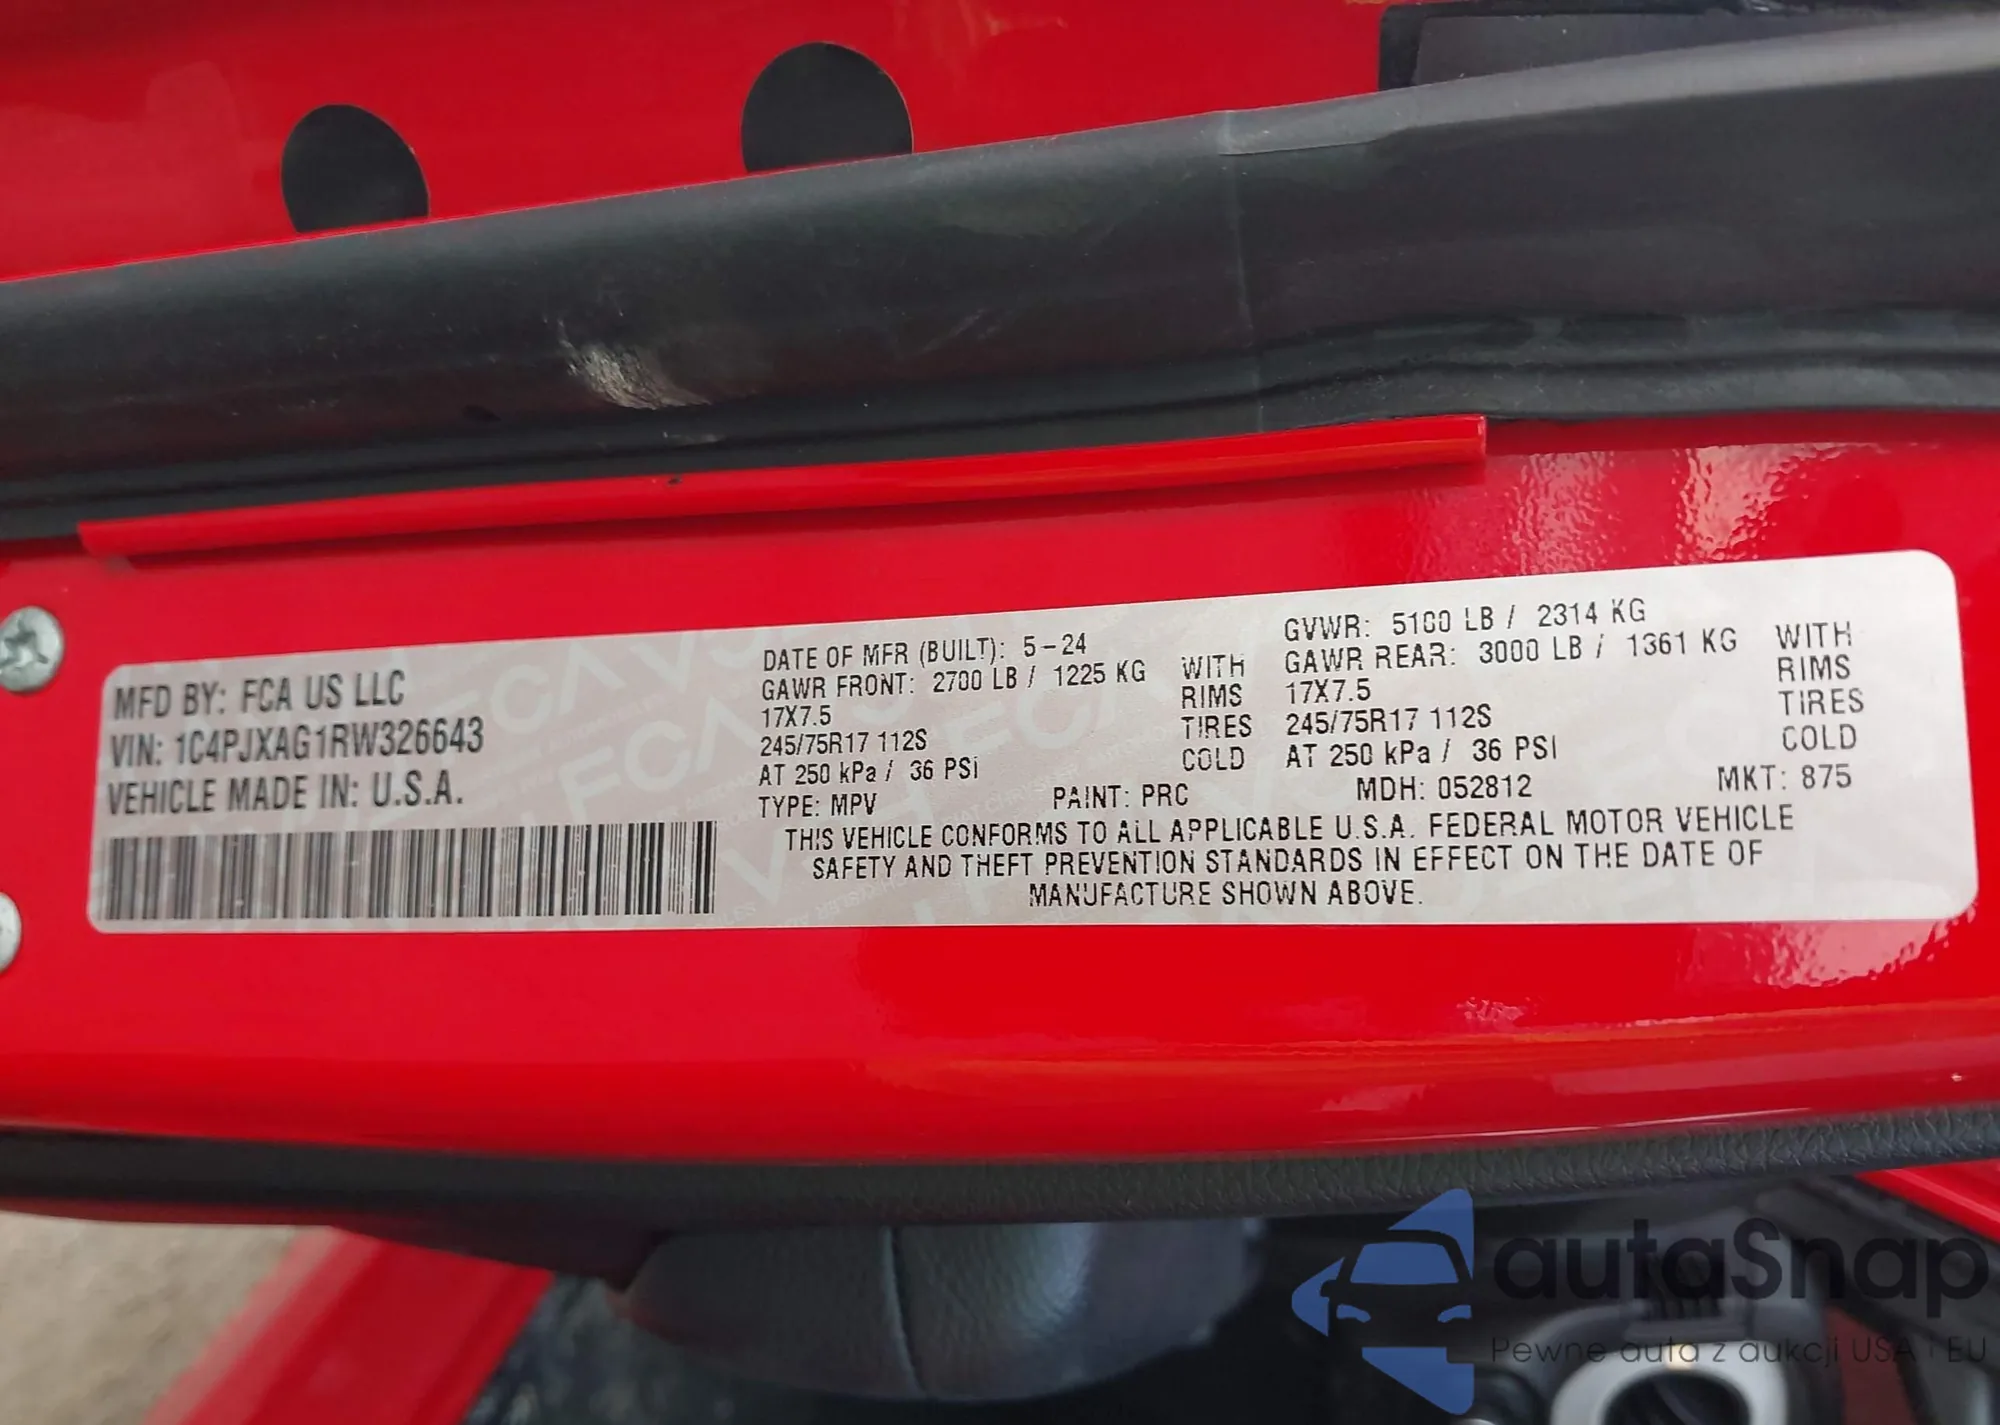 MFD BY: FCA US LLC
VIN: 1C4PJXAG1RW326643
VEHICLE MADE IN: U.S.A.
DATE OF MFR (BUILT): 5-24
GAWR FRONT: 2700 LB / 1225 KG WITH
17X7.5 RIMS
245/75R17 112S TIRES
AT 250 kPa / 36 PSI COLD
GVWR: 5100 LB / 2314 KG
GAWR REAR: 3000 LB / 1361 KG WITH
17X7.5 RIMS
245/75R17 112S TIRES
AT 250 kPa / 36 PSI COLD
TYPE: MPV PAINT: PRC MDH: 052812 MKT: 875
THIS VEHICLE CONFORMS TO ALL APPLICABLE U.S.A. FEDERAL MOTOR VEHICLE
SAFETY AND THEFT PREVENTION STANDARDS IN EFFECT ON THE DATE OF
MANUFACTURE SHOWN ABOVE.
autaSnap
Pewne auta z aukcji USA i EU